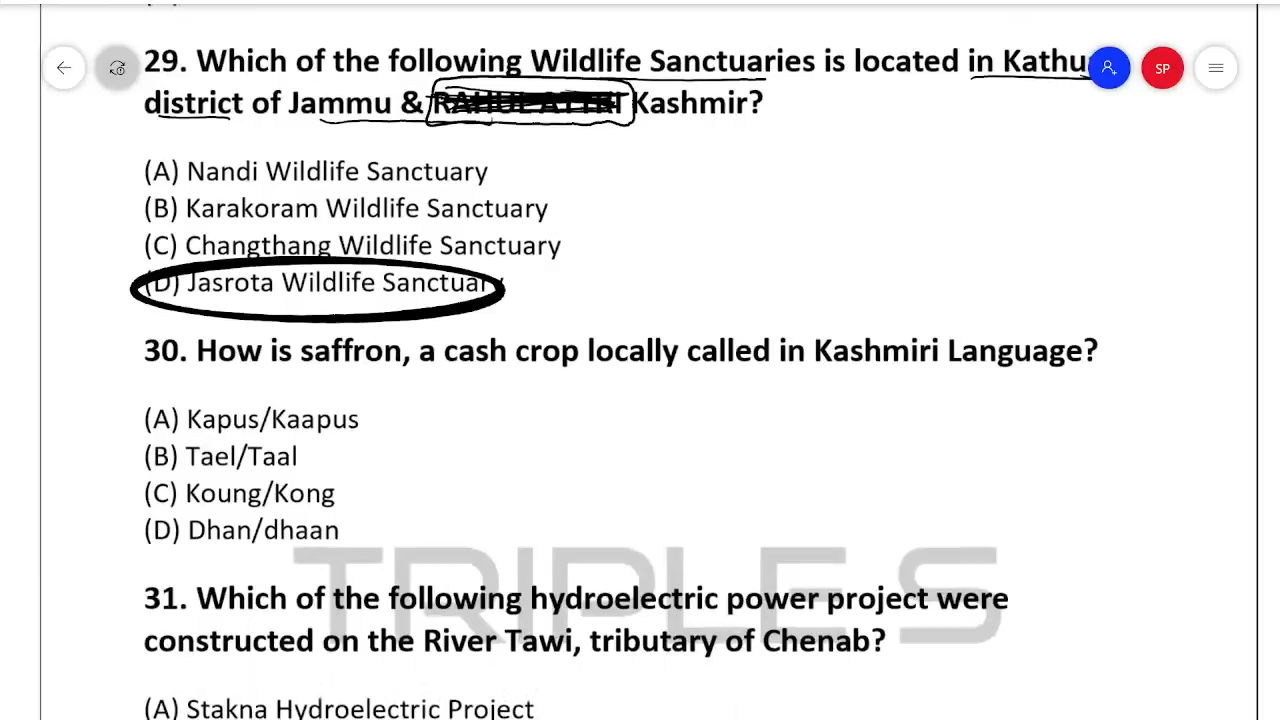 29. Which of the following Wildlife Sanctuaries is located in
district of Jammu & Kashmir?
SP
(A) Nandi Wildlife Sanctuary
(B) Karakoram Wildlife Sanctuary
(C) Changthang Wildlife Sanctuary
(D) Jasrota Wildlife Sanctuary
30. How is saffron, a cash crop locally called in Kashmiri Language?
(A) Kapus/Kaapus
(B) Tael/Taal
(C) Koung/Kong
(D) Dhan/dhaan
TRIPLE S
31. Which of the following hydroelectric power project were
constructed on the River Tawi, tributary of Chenab?
(A) Stakna Hydroelectric Project